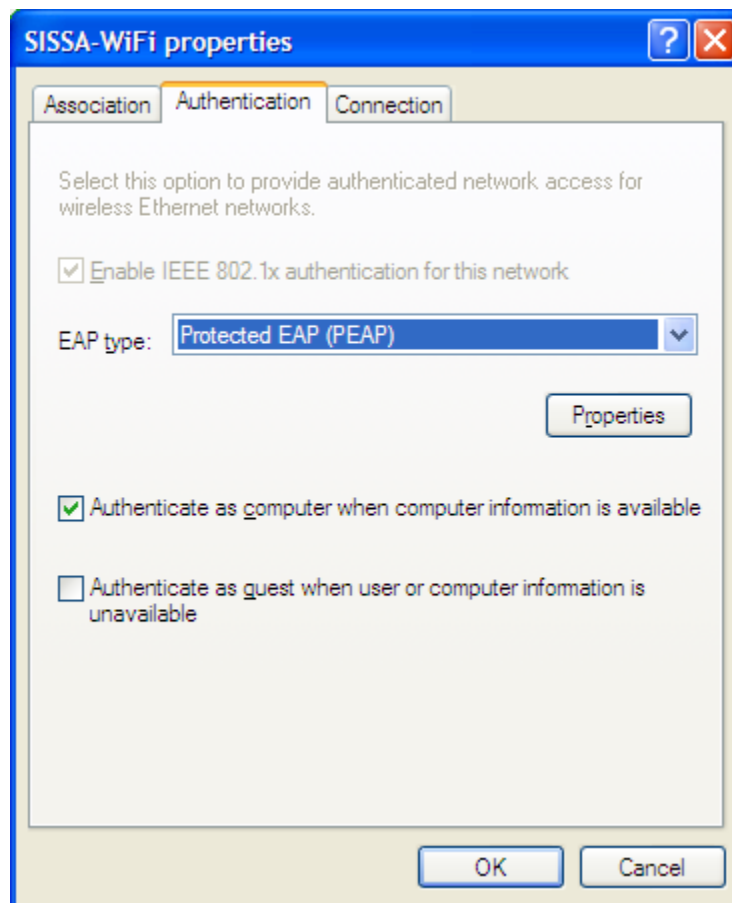 SISSA-WiFi properties
Association Authentication Connection
Select this option to provide authenticated network access for
wireless Ethernet networks.
Enable IEEE 802.1x authentication for this network
EAP type: Protected EAP (PEAP)
Properties
Authenticate as computer when computer information is available
Authenticate as guest when user or computer information is
unavailable
OK Cancel